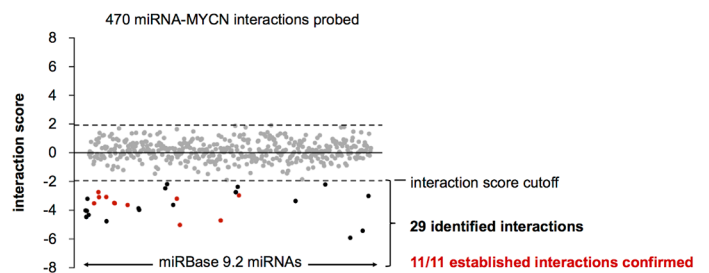 470 miRNA-MYCN interactions probed
interaction score
8
6
4
2
0
-2
-4
-6
-8
interaction score cutoff
29 identified interactions
11/11 established interactions confirmed
miRBase 9.2 miRNAs